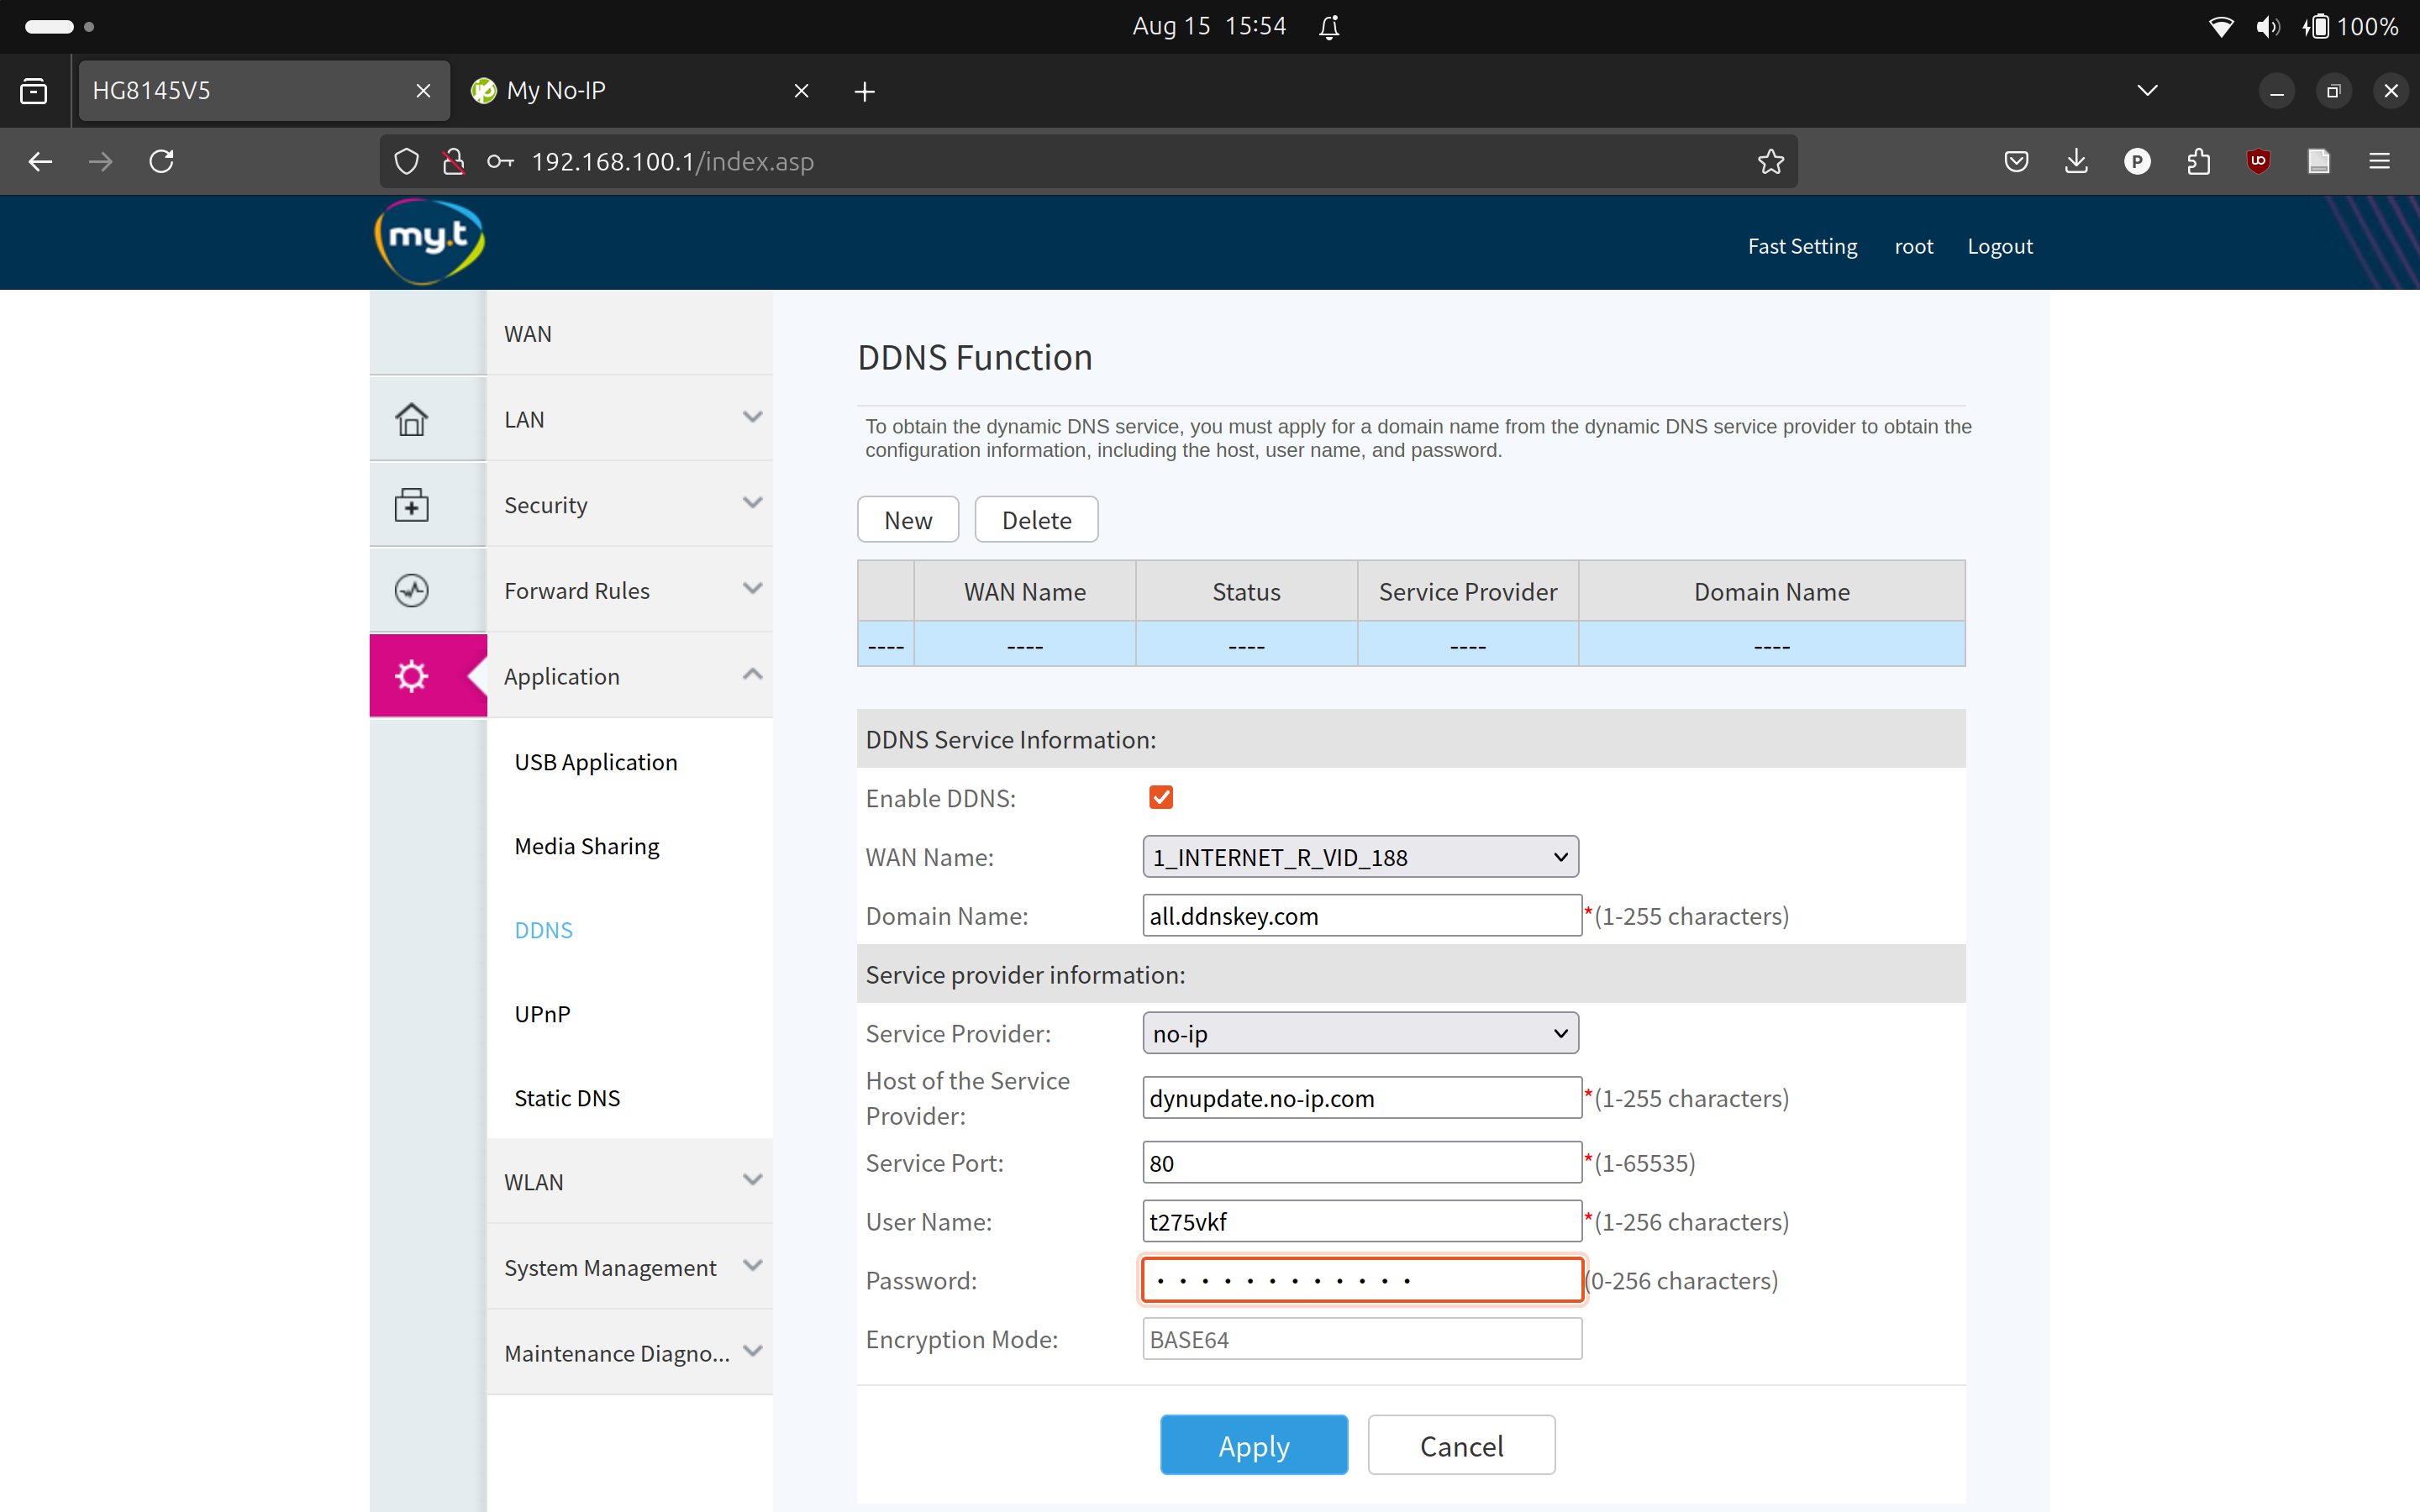 Aug 15 15:54
100%
HG8145V5
My No-IP
192.168.100.1/index.asp
my.t
Fast Setting
root
Logout
WAN
LAN
Security
Forward Rules
Application
USB Application
Media Sharing
DDNS
UPnP
Static DNS
WLAN
System Management
Maintenance Diagno...
DDNS Function
To obtain the dynamic DNS service, you must apply for a domain name from the dynamic DNS service provider to obtain the
configuration information, including the host, user name, and password.
New
Delete
WAN Name Status Service Provider Domain Name
---- ---- ---- ---- ----
DDNS Service Information:
Enable DDNS:
WAN Name: 1_INTERNET_R_VID_188
Domain Name: all.ddnskey.com *(1-255 characters)
Service provider information:
Service Provider: no-ip
Host of the Service
Provider: dynupdate.no-ip.com *(1-255 characters)
Service Port: 80 *(1-65535)
User Name: t275vkf *(1-256 characters)
Password: •••••••••••• (0-256 characters)
Encryption Mode: BASE64
Apply
Cancel